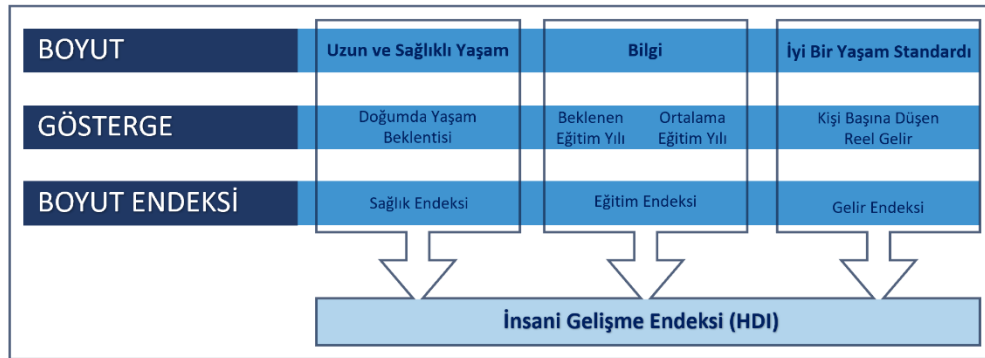 BOYUT
Uzun ve Sağlıklı Yaşam
Bilgi
İyi Bir Yaşam Standardı
GÖSTERGE
Doğumda Yaşam
Beklentisi
Beklenen
Eğitim Yılı
Ortalama
Eğitim Yılı
Kişi Başına Düşen
Reel Gelir
BOYUT ENDEKSİ
Sağlık Endeksi
Eğitim Endeksi
Gelir Endeksi
İnsani Gelişme Endeksi (HDI)